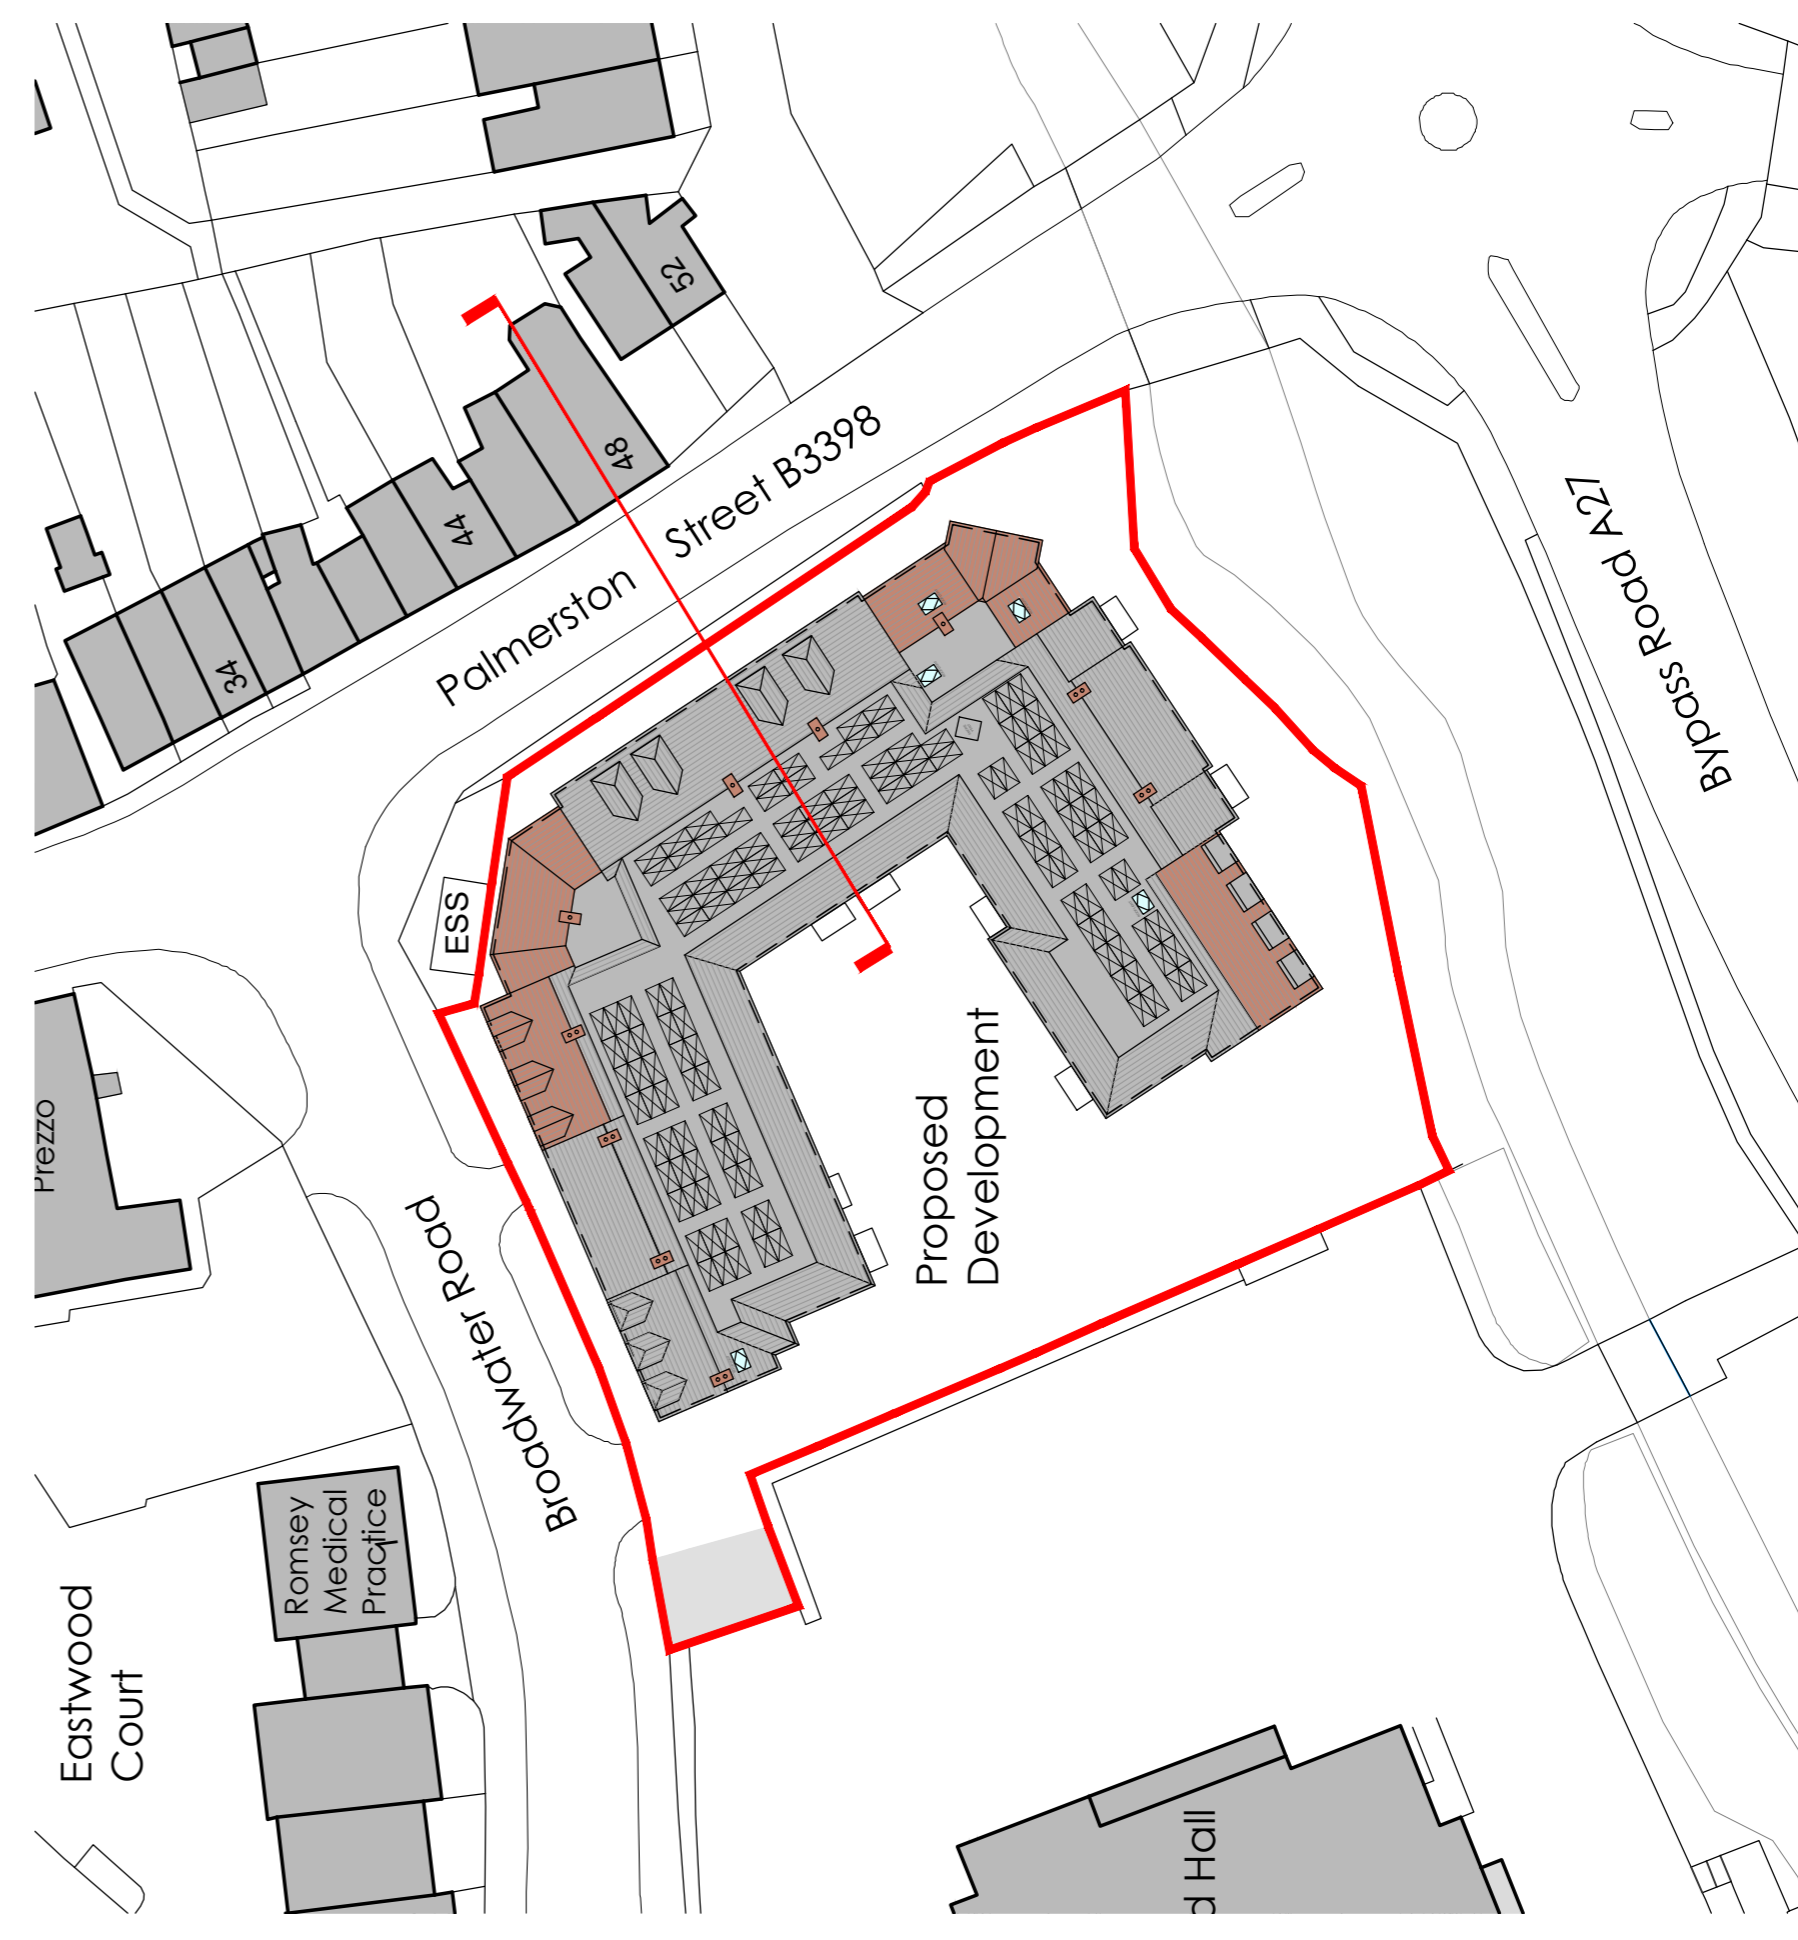 52
48
44
34
Palmerston Street B3398
Bypass Road A27
ESS
Prezzo
Proposed
Development
Broadwater Road
Romsey
Medical
Practice
Eastwood
Court
d Hall